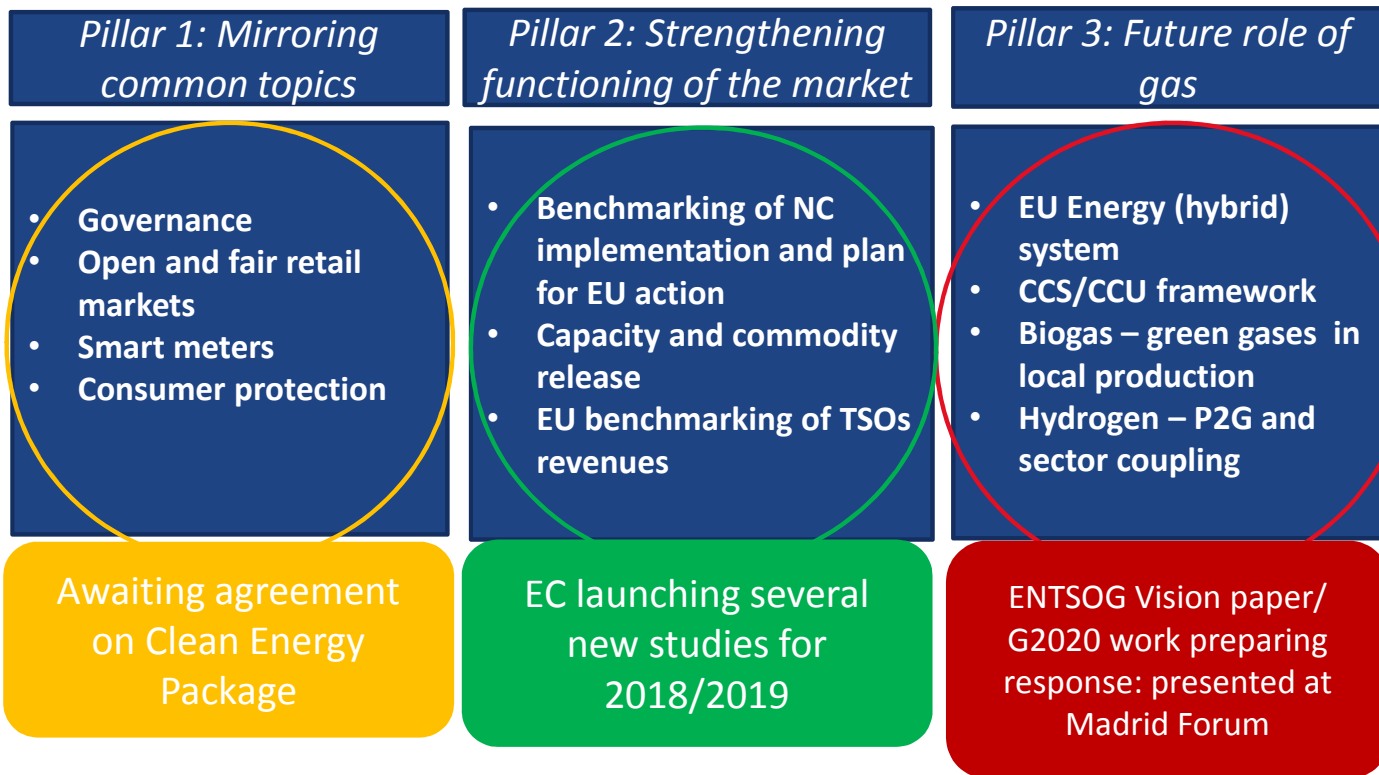 Pillar 1: Mirroring
common topics
• Governance
• Open and fair retail
markets
• Smart meters
• Consumer protection
Awaiting agreement
on Clean Energy
Package
Pillar 2: Strengthening
functioning of the market
• Benchmarking of NC
implementation and plan
for EU action
• Capacity and commodity
release
• EU benchmarking of TSOs
revenues
EC launching several
new studies for
2018/2019
Pillar 3: Future role of
gas
• EU Energy (hybrid)
system
• CCS/CCU framework
• Biogas – green gases in
local production
• Hydrogen – P2G and
sector coupling
ENTSOG Vision paper/
G2020 work preparing
response: presented at
Madrid Forum